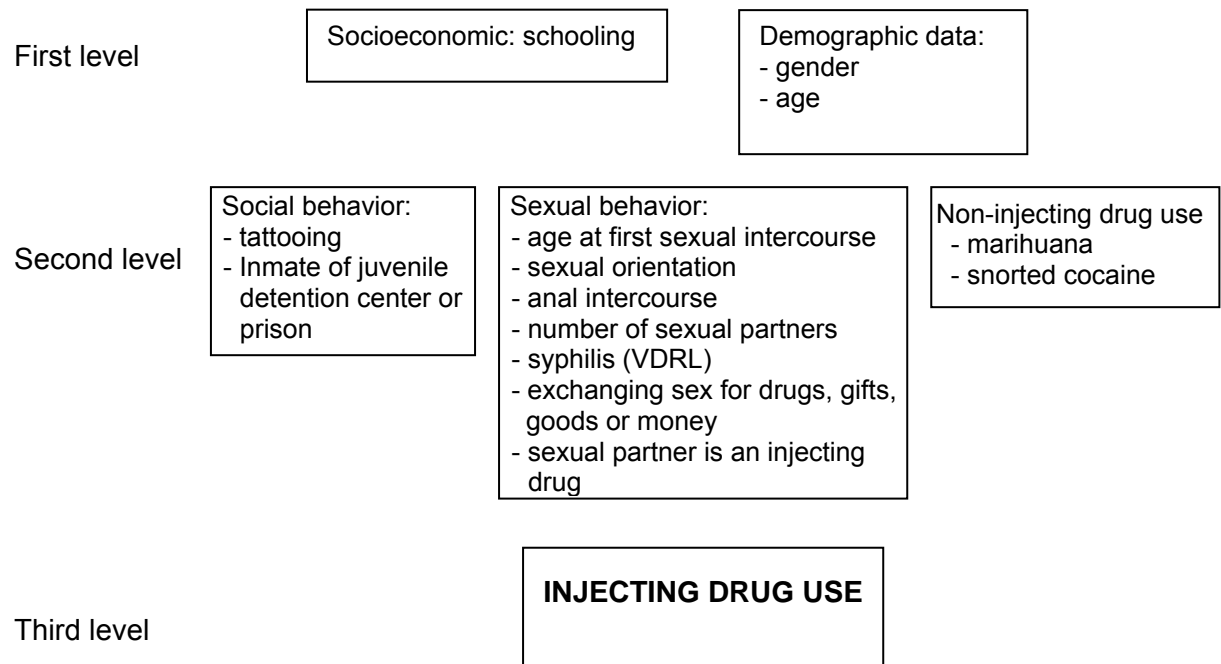 First level
Socioeconomic: schooling
Demographic data:
- gender
- age
Second level
Social behavior:
- tattooing
- Inmate of juvenile
detention center or
prison
Sexual behavior:
- age at first sexual intercourse
- sexual orientation
- anal intercourse
- number of sexual partners
- syphilis (VDRL)
- exchanging sex for drugs, gifts,
goods or money
- sexual partner is an injecting
drug
Non-injecting drug use
- marihuana
- snorted cocaine
Third level
INJECTING DRUG USE